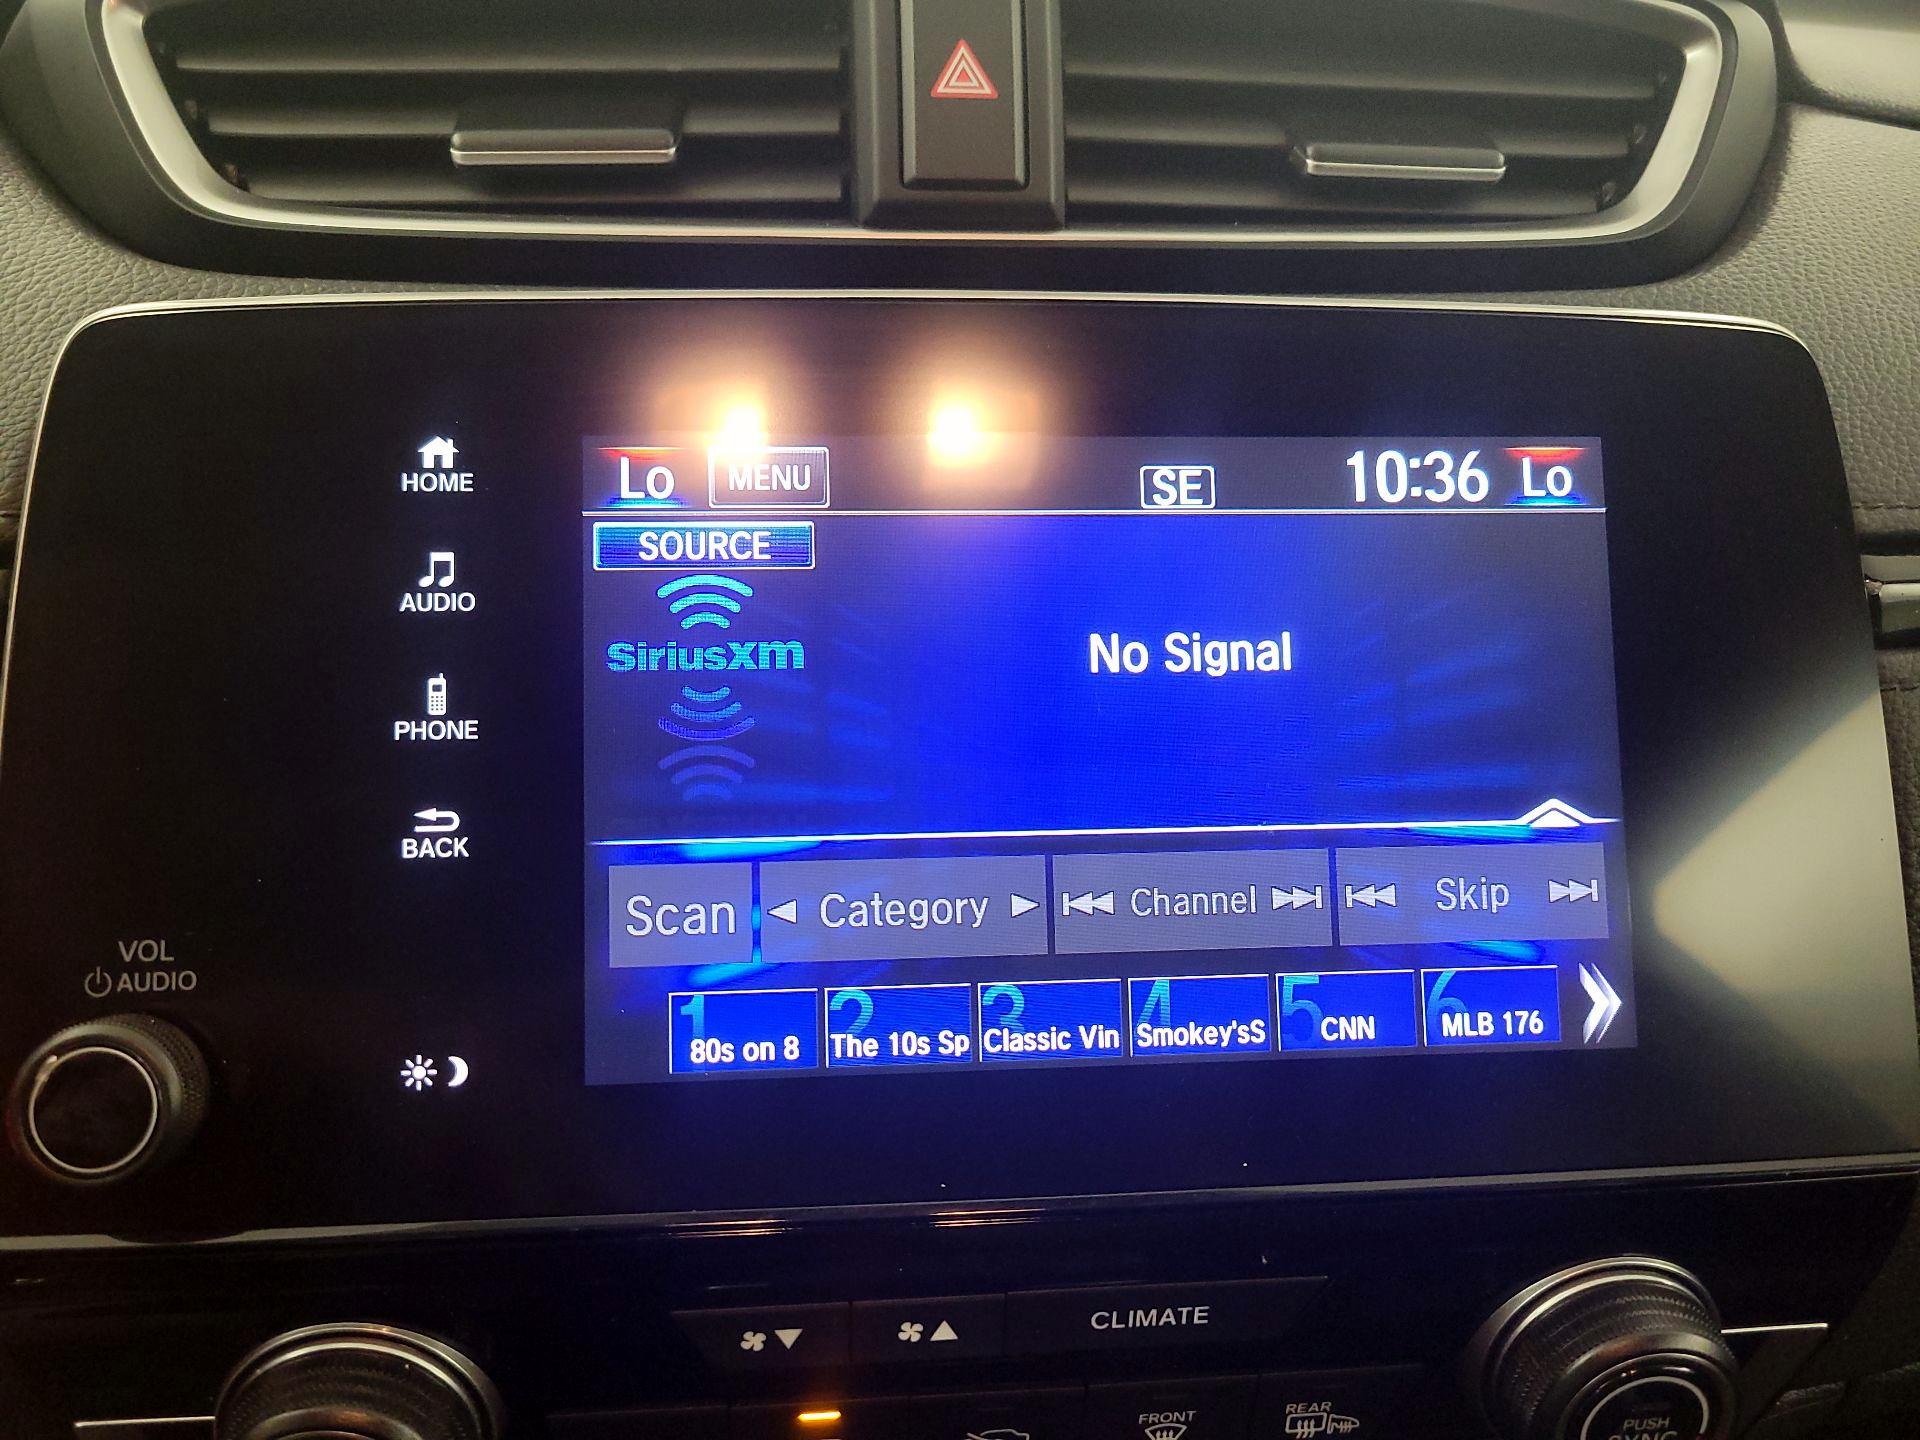 HOME
AUDIO
PHONE
BACK
VOL
AUDIO
Lo
MENU
SE
10:36
Lo
SOURCE
SiriusXm
No Signal
Scan
Category
Channel
Skip
1
80s on 8
2
The 10s Sp
3
Classic Vin
4
Smokey'sS
5
CNN
6
MLB 176
CLIMATE
FRONT
REAR
PUSH
SYNC